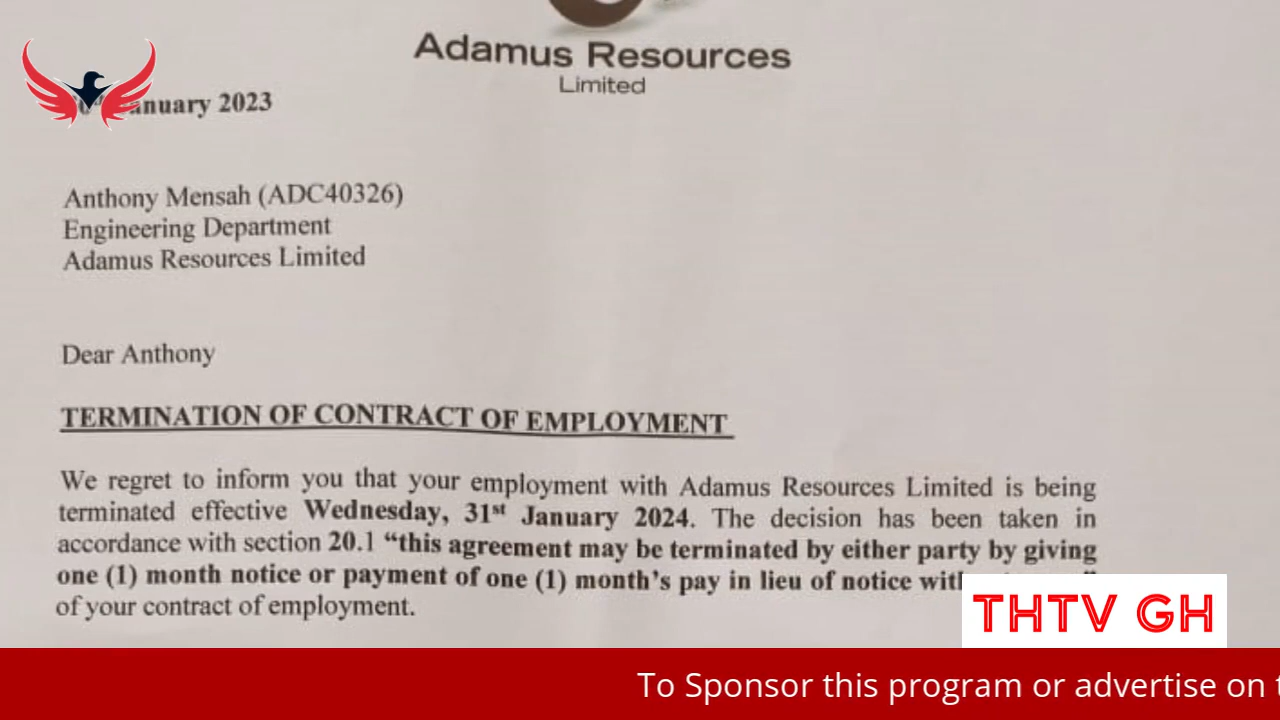 Adamus Resources
Limited
January 2023
Anthony Mensah (ADC40326)
Engineering Department
Adamus Resources Limited
Dear Anthony
TERMINATION OF CONTRACT OF EMPLOYMENT
We regret to inform you that your employment with Adamus Resources Limited is being
terminated effective Wednesday, 31st January 2024. The decision has been taken in
accordance with section 20.1 “this agreement may be terminated by either party by giving
one (1) month notice or payment of one (1) month’s pay in lieu of notice
of your contract of employment.
THTV GH
To Sponsor this program or advertise on